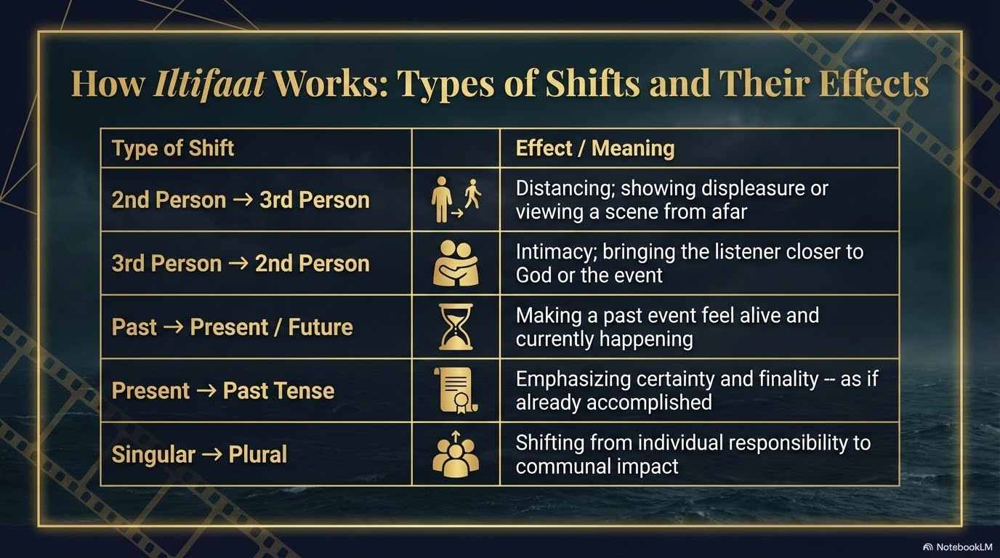 How Iltifaat Works: Types of Shifts and Their Effects
Type of Shift
Effect / Meaning
2nd Person → 3rd Person
Distancing; showing displeasure or
viewing a scene from afar
3rd Person → 2nd Person
Intimacy; bringing the listener closer to
God or the event
Past → Present / Future
Making a past event feel alive and
currently happening
Present → Past Tense
Emphasizing certainty and finality -- as if
already accomplished
Singular → Plural
Shifting from individual responsibility to
communal impact
NotebookLM